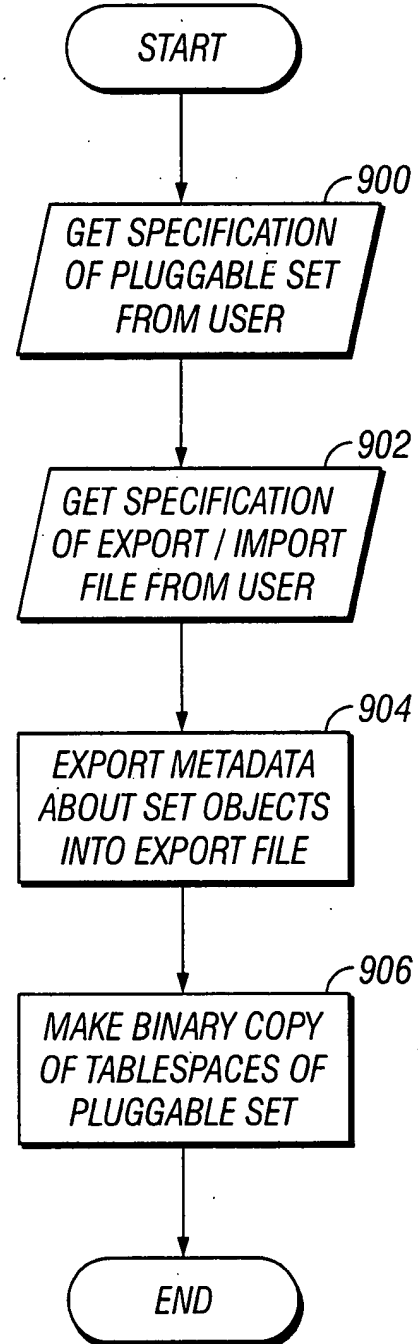 START
900
GET SPECIFICATION
OF PLUGGABLE SET
FROM USER
902
GET SPECIFICATION
OF EXPORT / IMPORT
FILE FROM USER
904
EXPORT METADATA
ABOUT SET OBJECTS
INTO EXPORT FILE
906
MAKE BINARY COPY
OF TABLESPACES OF
PLUGGABLE SET
END